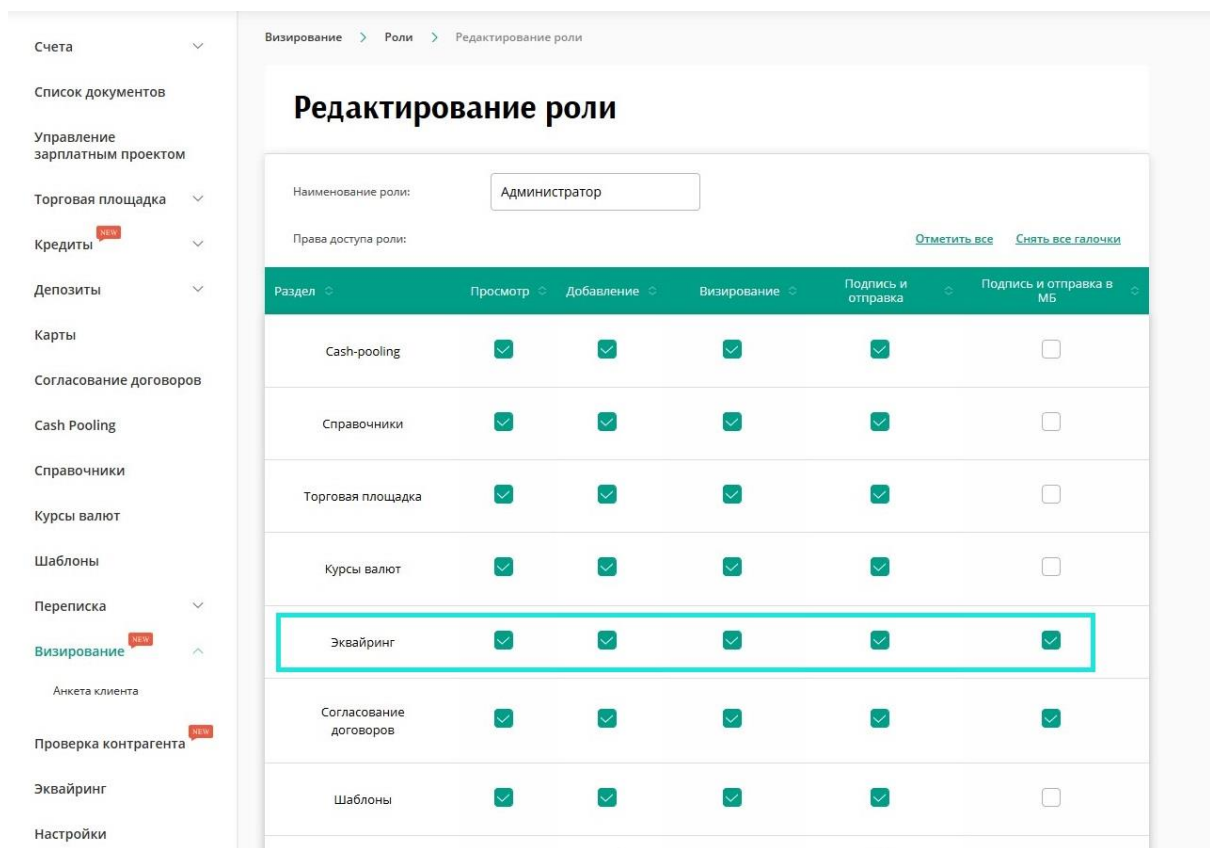 Счета
Список документов
Управление
зарплатным проектом
Торговая площадка
Кредиты NEW
Депозиты
Карты
Согласование договоров
Cash Pooling
Справочники
Курсы валют
Шаблоны
Переписка
Визирование NEW
Анкета клиента
Проверка контрагента NEW
Эквайринг
Настройки
Визирование > Роли > Редактирование роли
Редактирование роли
Наименование роли: Администратор
Права доступа роли: Отметить все Снять все галочки
Раздел Просмотр Добавление Визирование Подпись и отправка Подпись и отправка в МБ
Cash-pooling
Справочники
Торговая площадка
Курсы валют
Эквайринг
Согласование
договоров
Шаблоны